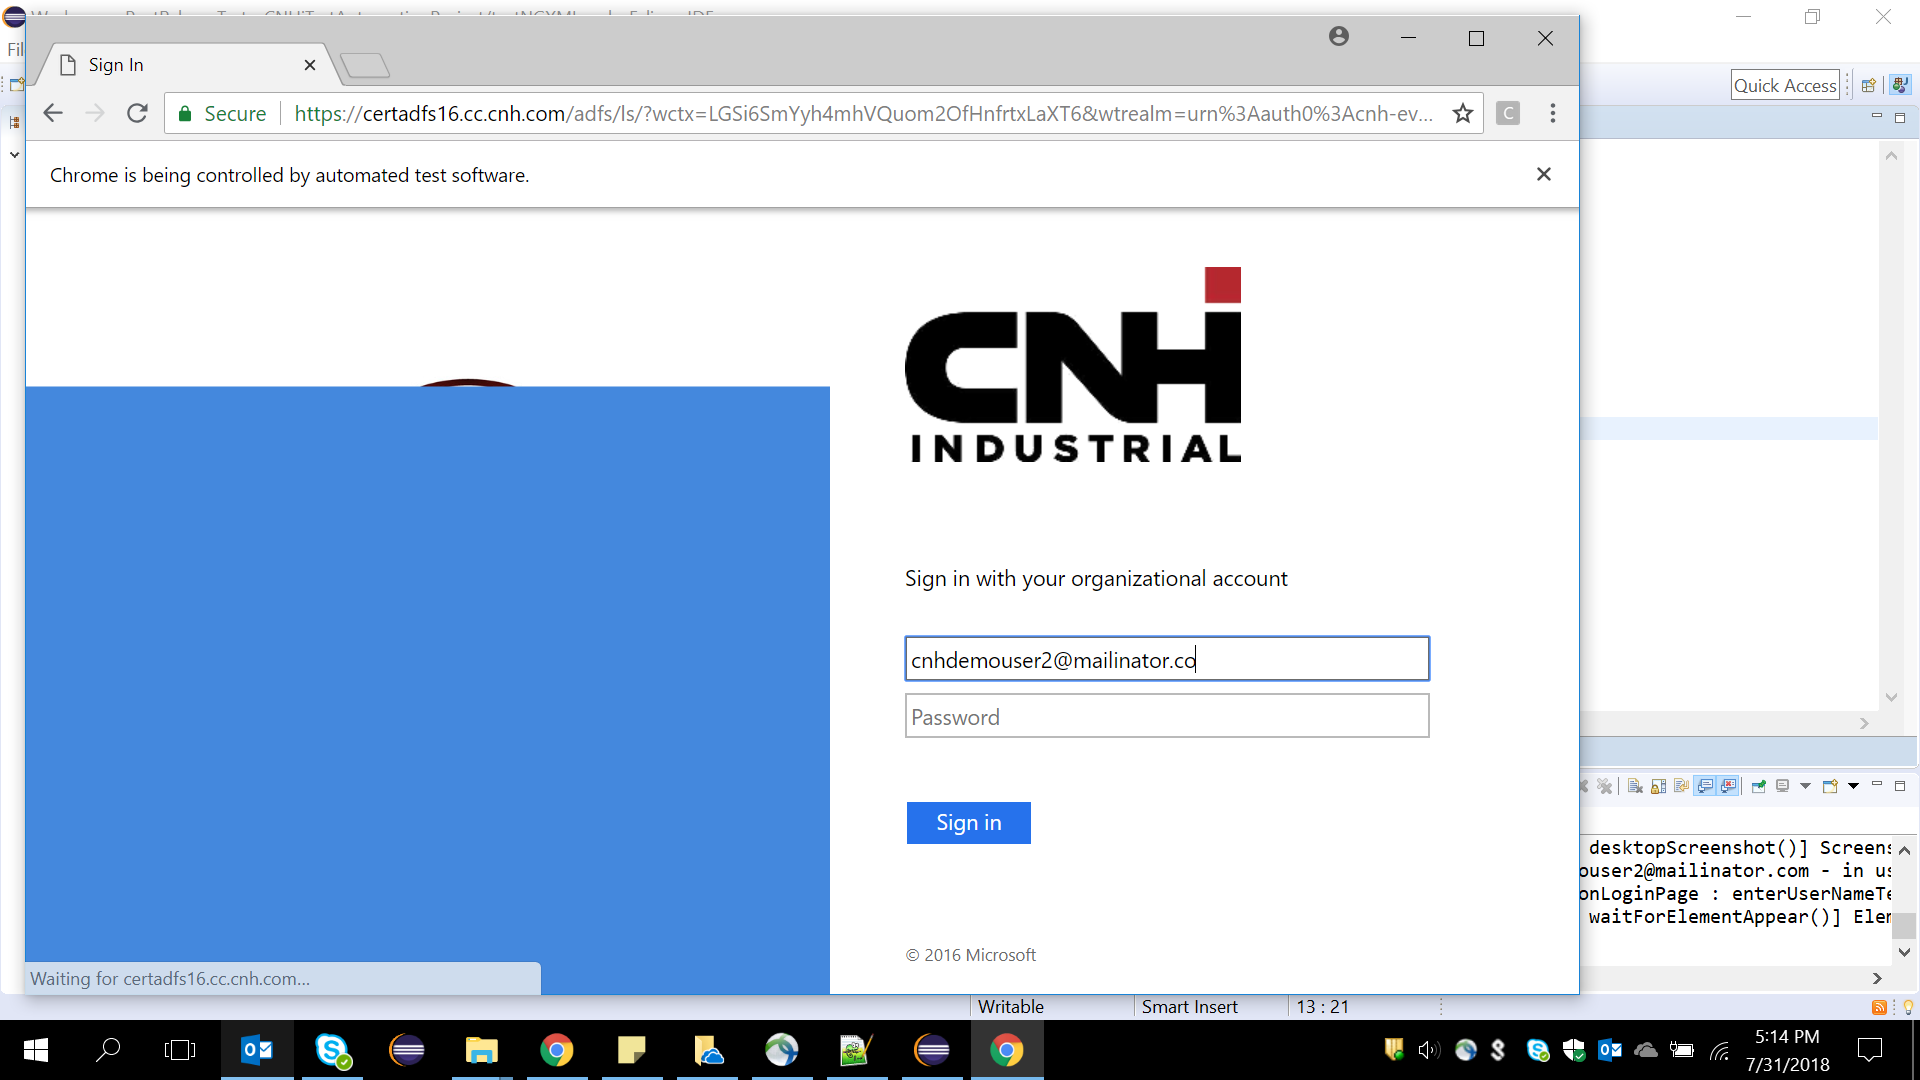 Sign In
Secure
https://certadfs16.cc.cnh.com/adfs/ls/?wctx=LGSi6SmYyh4mhVQuom2OfHnfrtxLaXT6&wtrealm=urn%3Aauth0%3Acnh-ev...
C
Quick Access
Chrome is being controlled by automated test software.
CNH
INDUSTRIAL
Sign in with your organizational account
cnhdemouser2@mailinator.co
Password
Sign in
desktopScreenshot()] Screens
ouser2@mailinator.com - in us
onLoginPage : enterUserNameTe
waitForElementAppear()] Elem
© 2016 Microsoft
Waiting for certadfs16.cc.cnh.com...
Writable
Smart Insert
13 : 21
5:14 PM
7/31/2018